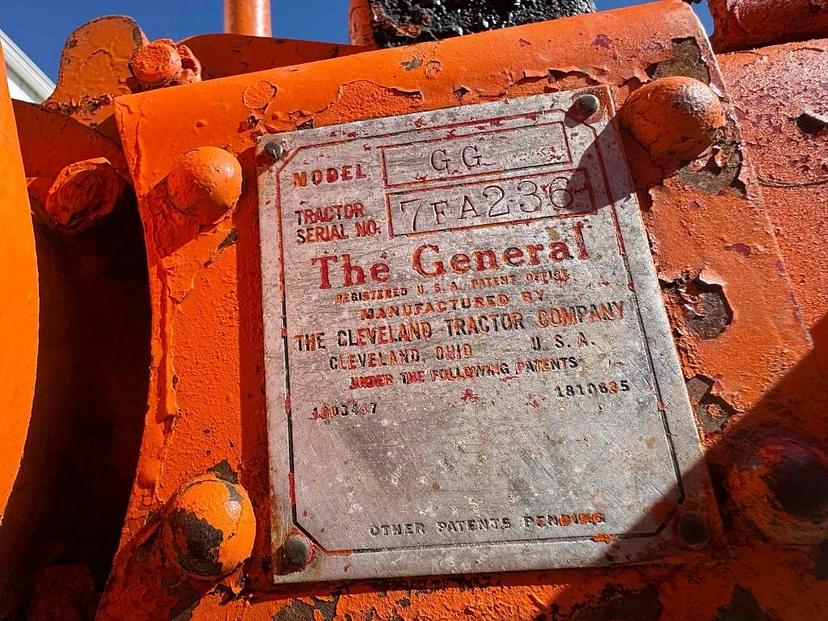 MODEL GG
TRACTOR SERIAL NO. 7FA236
The General
REGISTERED U.S.A. PATENT OFFICE
MANUFACTURED BY
THE CLEVELAND TRACTOR COMPANY
CLEVELAND, OHIO U.S.A.
UNDER THE FOLLOWING PATENTS
1810635
OTHER PATENTS PENDING